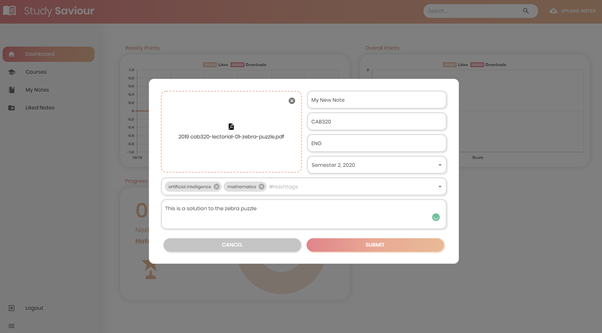 Study Saviour
Search...
UPLOAD NOTES
Dashboard
Courses
My Notes
Liked Notes
Logout
Weekly Points
Likes
Downloads
Overall Points
Likes
Downloads
Score
Progress
2019 cab320-lectorial-01-zebra-puzzle.pdf
My New Note
CAB320
ENG
Semester 2, 2020
artificial intelligence
mathematics
#Hashtags
This is a solution to the zebra puzzle
CANCEL
SUBMIT